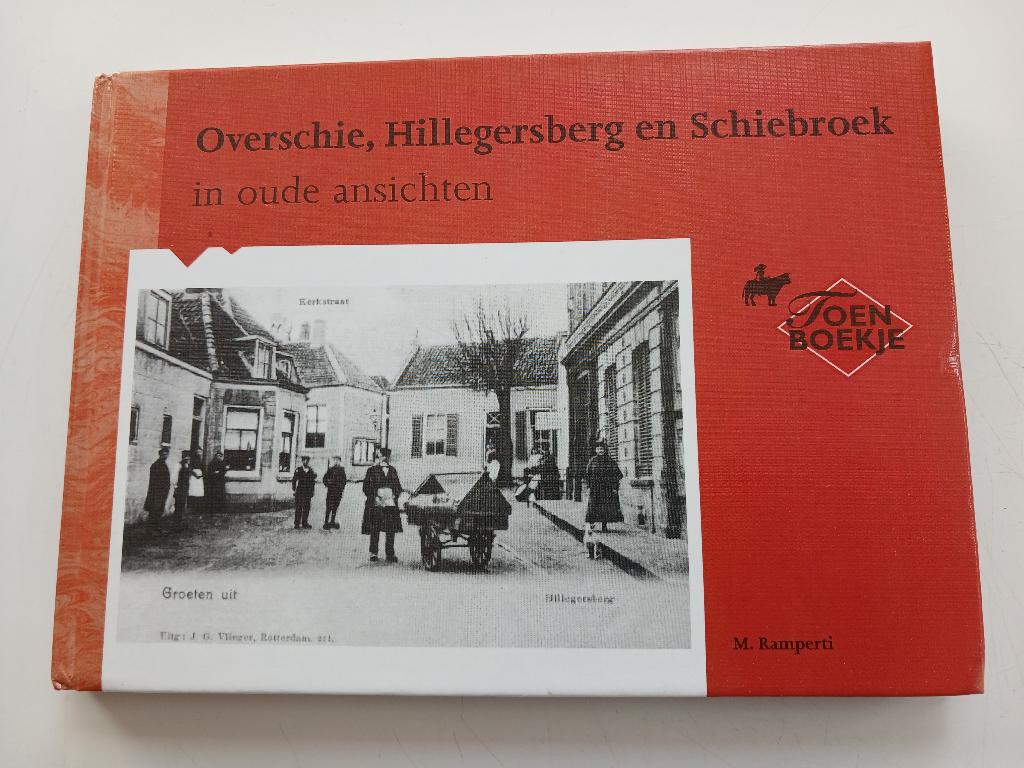 Overschie, Hillegersberg en Schiebroek
in oude ansichten
Kerkstraat
TOEN
BOEKJE
Groeten uit
Hillegersberg
Uitg: J. G. Vlieger, Rotterdam. 211.
M. Ramperti